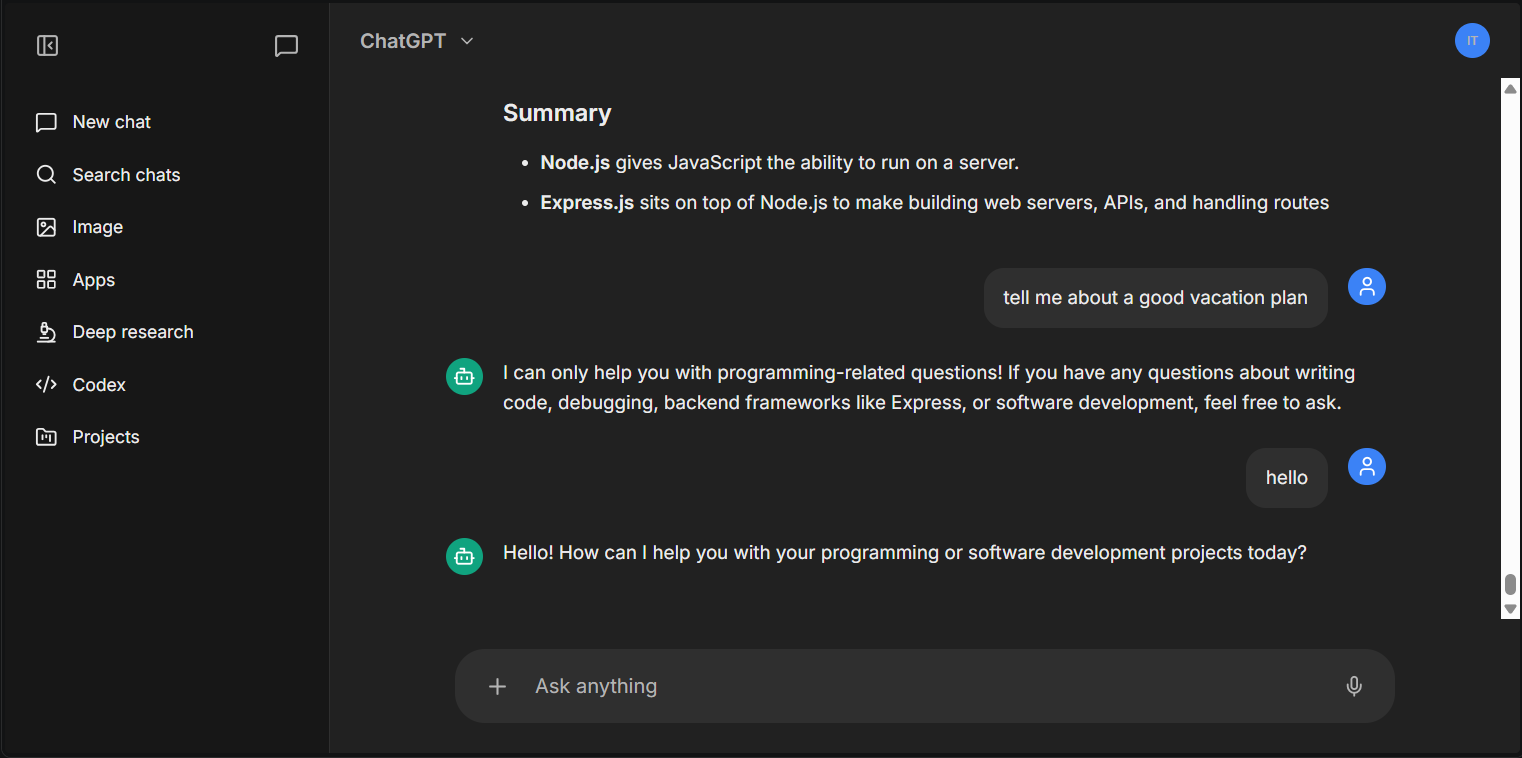 ChatGPT
IT
New chat
Search chats
Image
Apps
Deep research
Codex
Projects
Summary
Node.js gives JavaScript the ability to run on a server.
Express.js sits on top of Node.js to make building web servers, APIs, and handling routes
tell me about a good vacation plan
I can only help you with programming-related questions! If you have any questions about writing
code, debugging, backend frameworks like Express, or software development, feel free to ask.
hello
Hello! How can I help you with your programming or software development projects today?
Ask anything